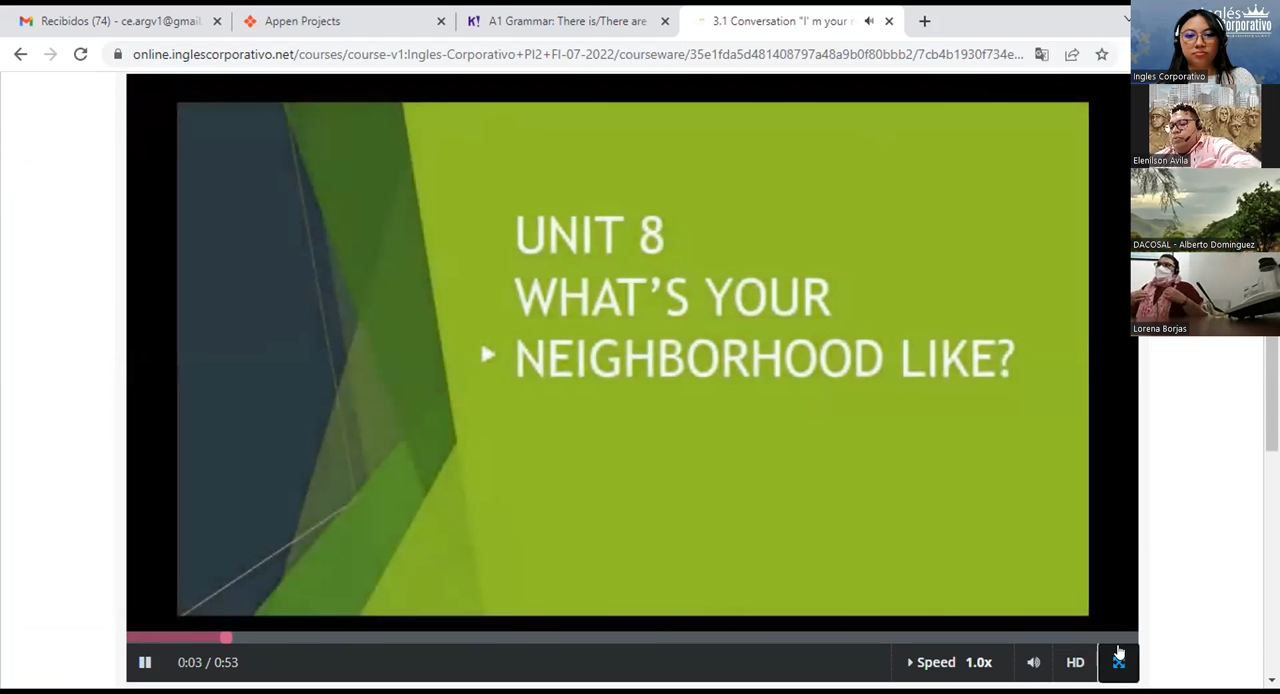 Recibidos (74) - ce.argv1@gmail.
Appen Projects
A1 Grammar: There is/There are
3.1 Conversation "I' m your
online.inglescorporativo.net/courses/course-v1:Ingles-Corporativo+PI2+FI-07-2022/courseware/35e1fda5d481408797a48a9b0f80bbb2/7cb4b1930f734e...
Inglés
Corporativo
Ingles Corporativo
Elenilson Avila
DACOSAL - Alberto Dominguez
Lorena Borjas
UNIT 8
WHAT'S YOUR
NEIGHBORHOOD LIKE?
0:03 / 0:53
Speed 1.0x
HD